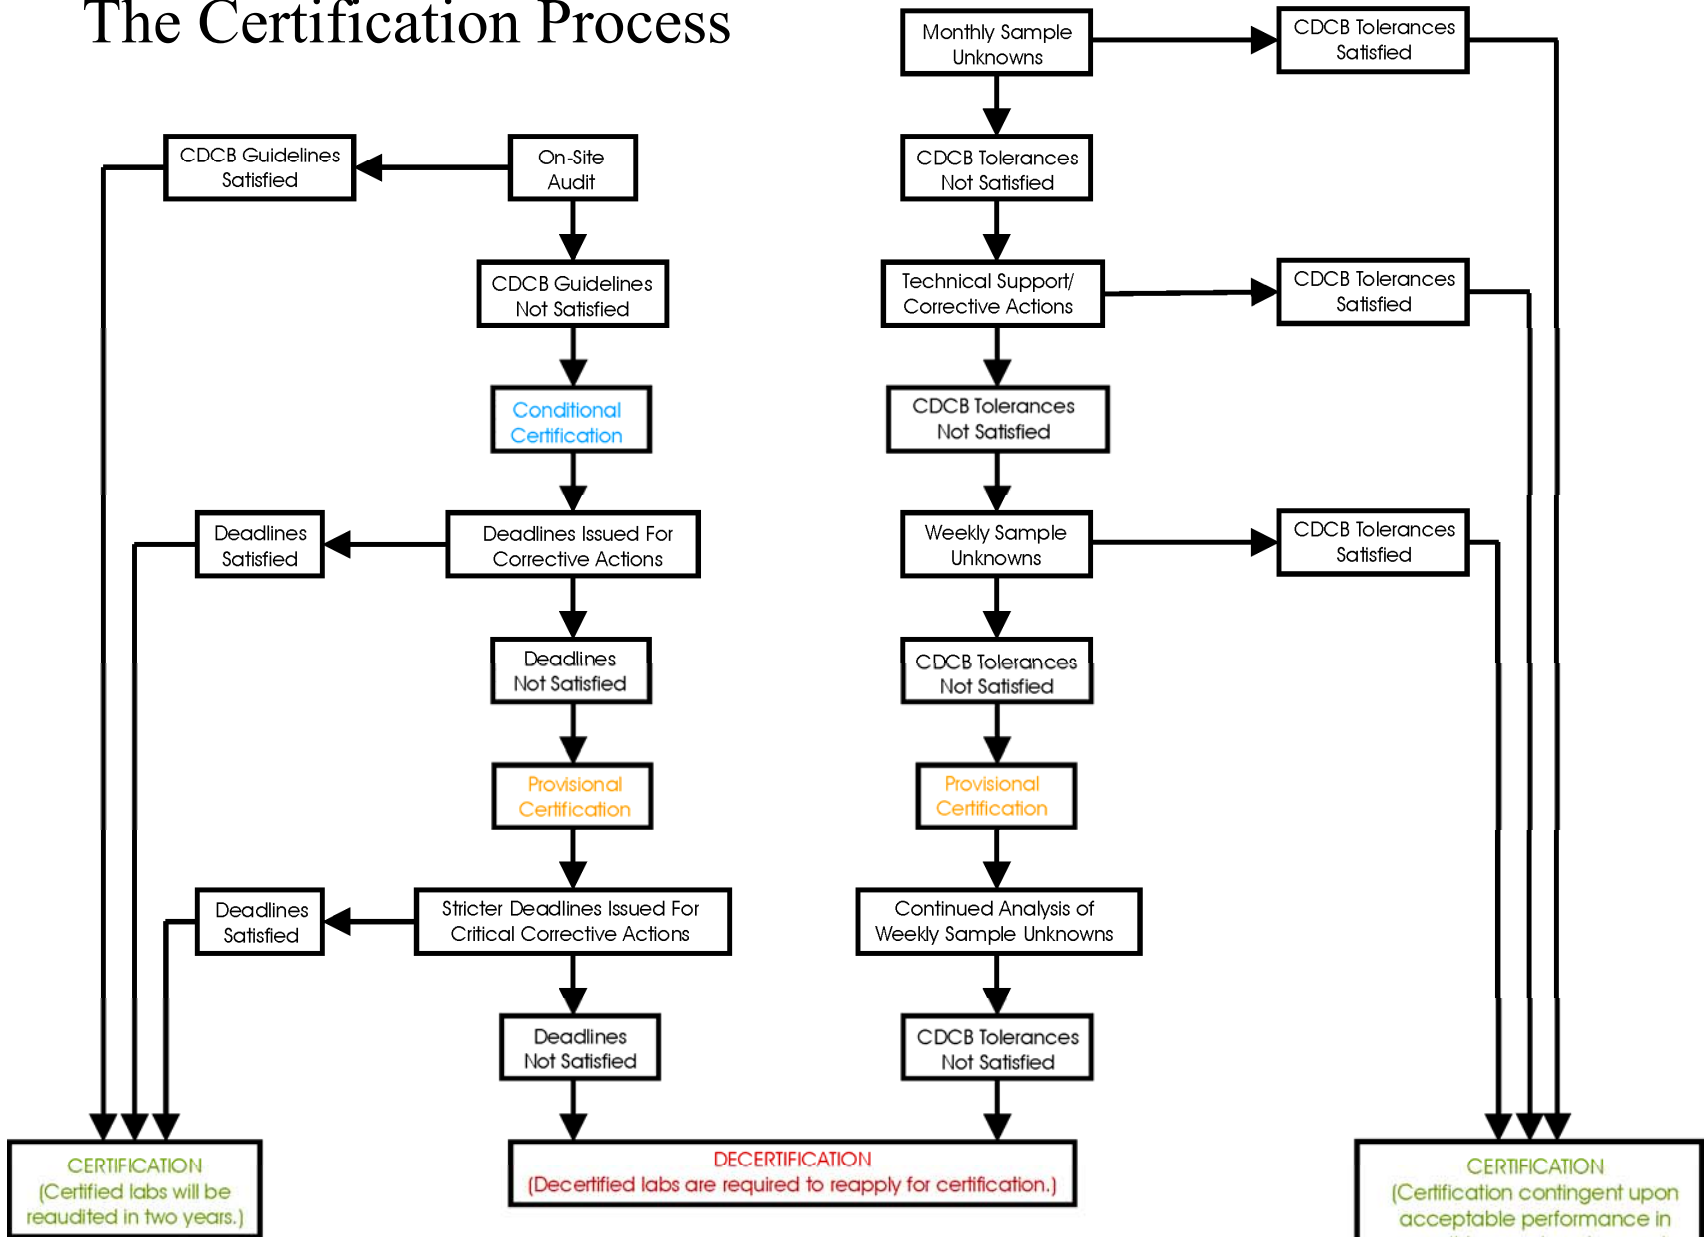 The Certification Process
CDCB Guidelines
Satisfied
On-Site
Audit
CDCB Guidelines
Not Satisfied
Conditional
Certification
Deadlines
Satisfied
Deadlines Issued For
Corrective Actions
Deadlines
Not Satisfied
Provisional
Certification
Deadlines
Satisfied
Stricter Deadlines Issued For
Critical Corrective Actions
Deadlines
Not Satisfied
CERTIFICATION
(Certified labs will be
reaudited in two years.)
Monthly Sample
Unknowns
CDCB Tolerances
Satisfied
CDCB Tolerances
Not Satisfied
Technical Support/
Corrective Actions
CDCB Tolerances
Satisfied
CDCB Tolerances
Not Satisfied
Weekly Sample
Unknowns
CDCB Tolerances
Satisfied
CDCB Tolerances
Not Satisfied
Provisional
Certification
Continued Analysis of
Weekly Sample Unknowns
CDCB Tolerances
Not Satisfied
DECERTIFICATION
(Decertified labs are required to reapply for certification.)
CERTIFICATION
(Certification contingent upon
acceptable performance in